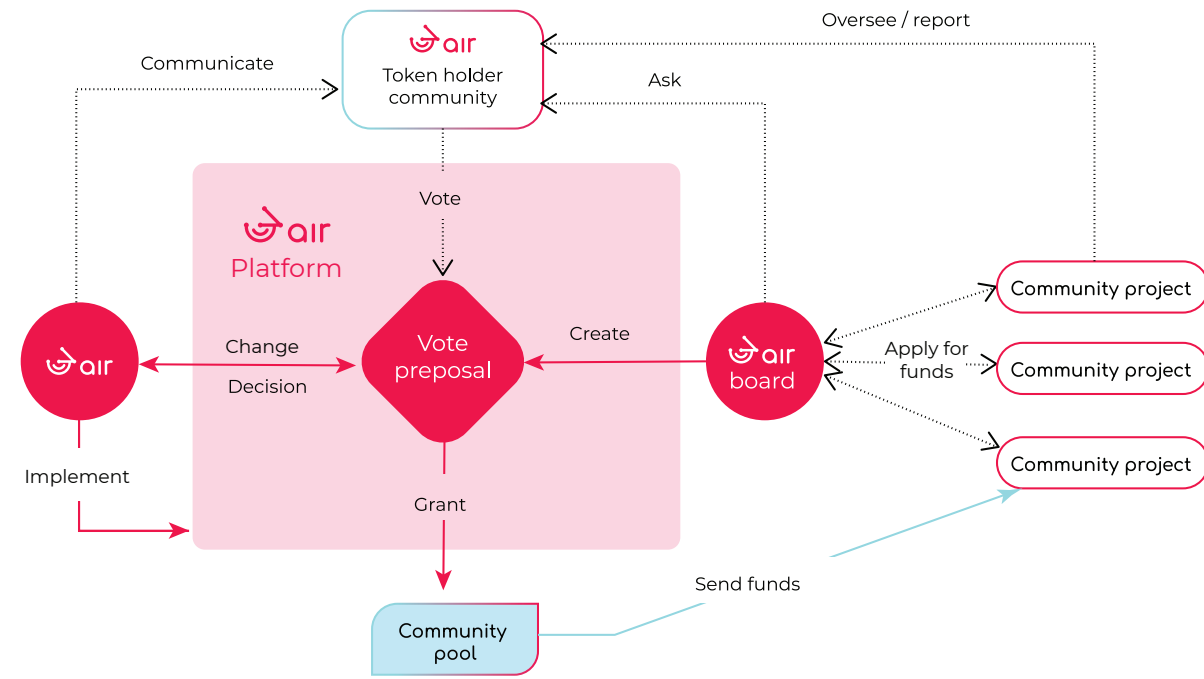 Oversee / report
air
Communicate
Token holder
community
Ask
Vote
air
Platform
Community project
Create
Vote
preposal
Change
Decision
air
air
board
Apply for
funds
Community project
Community project
Implement
Grant
Send funds
Community
pool